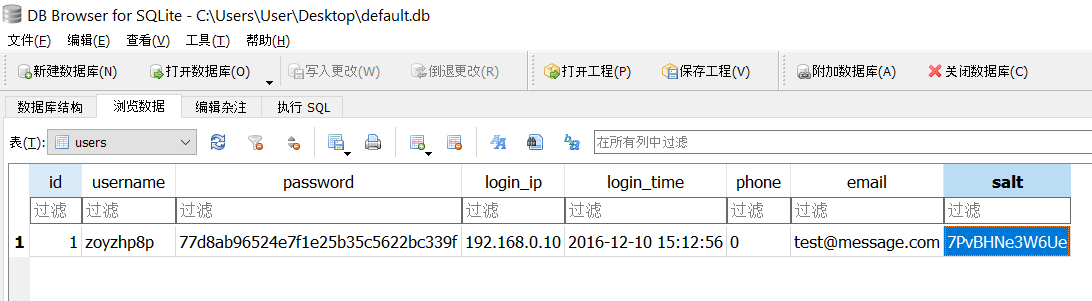 DB Browser for SQLite - C:\Users\User\Desktop\default.db
文件(F) 编辑(E) 查看(V) 工具(T) 帮助(H)
新建数据库(N) 打开数据库(O) 写入更改(W) 倒退更改(R) 打开工程(P) 保存工程(V) 附加数据库(A) 关闭数据库(C)
数据库结构 浏览数据 编辑杂注 执行 SQL
表(T): users 在所有列中过滤
id username password login_ip login_time phone email salt
过滤 过滤 过滤 过滤 过滤 过滤 过滤 过滤
1 1 zoyzhp8p 77d8ab96524e7f1e25b35c5622bc339f 192.168.0.10 2016-12-10 15:12:56 0 test@message.com 7PvBHNe3W6Ue